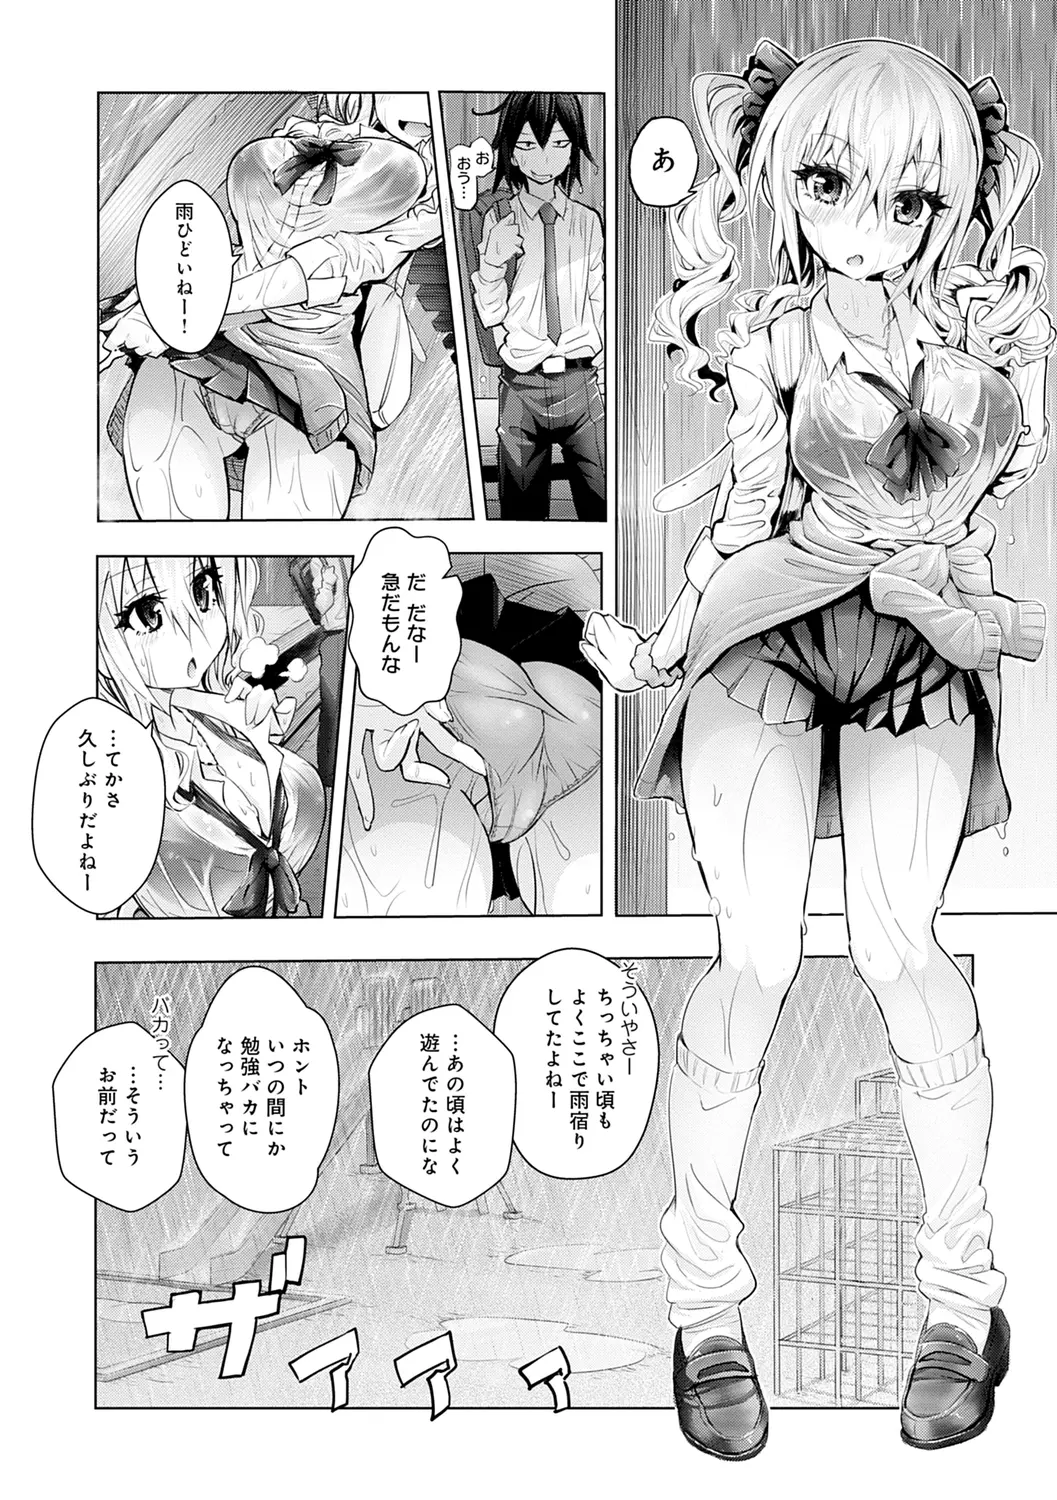 あ
お
おう…
雨ひどいねー！
だ だなー
急だもんな
…てかさ
久しぶりだよねー
そういやさー
ちっちゃい頃も
よくここで雨宿り
してたよねー
…あの頃はよく
遊んでたのにな
ホント
いつの間にか
勉強バカに
なっちゃって
バカって…
…そういう
お前だって
ザァァァ